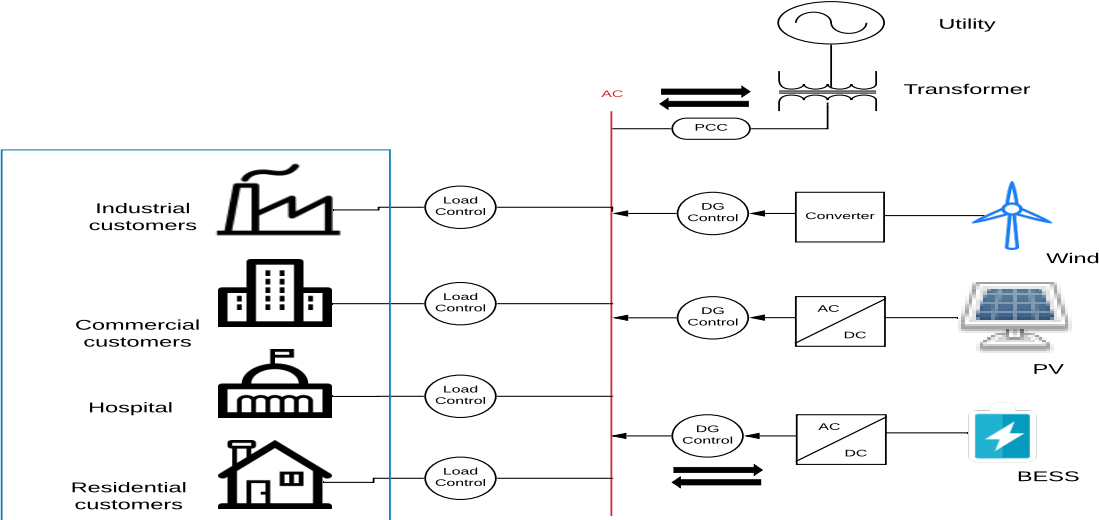 Utility
Transformer
AC
PCC
Industrial
customers
Load
Control
DG
Control
Converter
Wind
Commercial
customers
Load
Control
DG
Control
AC
DC
PV
Hospital
Load
Control
DG
Control
AC
DC
BESS
Residential
customers
Load
Control